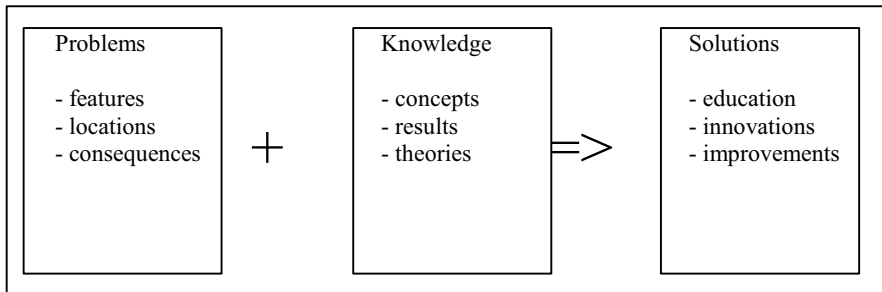 Problems
- features
- locations
- consequences
+
Knowledge
- concepts
- results
- theories
=>
Solutions
- education
- innovations
- improvements